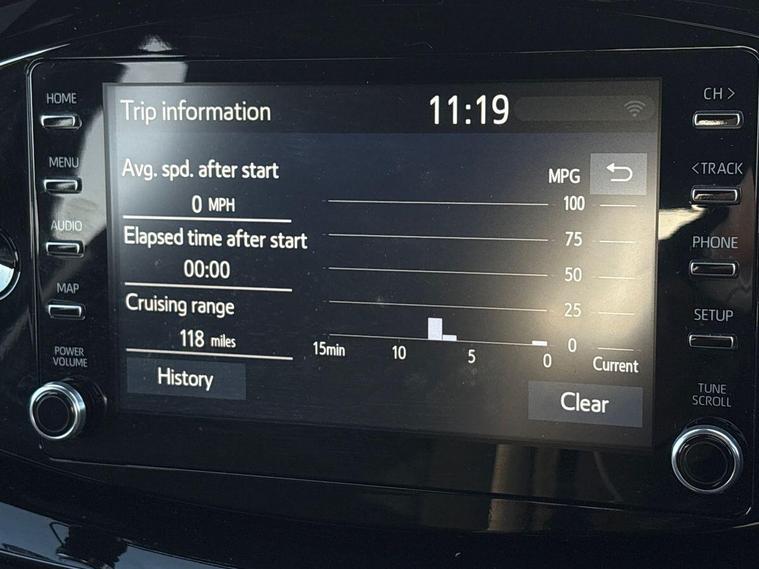 HOME
MENU
AUDIO
MAP
POWER
VOLUME
Trip information
11:19
Avg. spd. after start
0 MPH
Elapsed time after start
00:00
Cruising range
118 miles
History
MPG
100
75
50
25
0
15min 10 5 0 Current
Clear
CH >
<TRACK
PHONE
SETUP
TUNE
SCROLL